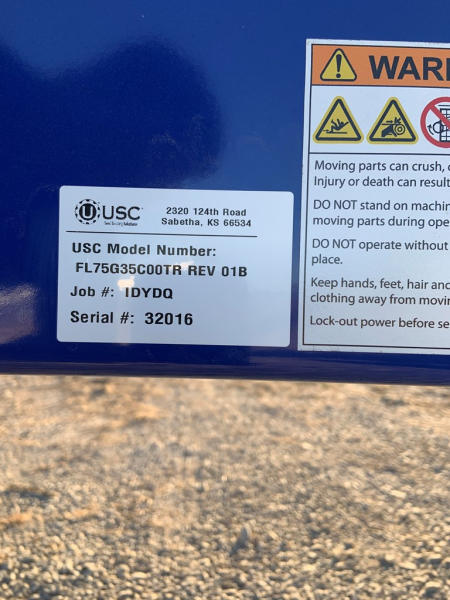 USC
2320 124th Road
Sabetha, KS 66534
USC Model Number:
FL75G35C00TR REV 01B
Job #: IDYDQ
Serial #: 32016
WARN
Moving parts can crush,
Injury or death can result
DO NOT stand on machin
moving parts during ope
DO NOT operate without
place.
Keep hands, feet, hair and
clothing away from movin
Lock-out power before se